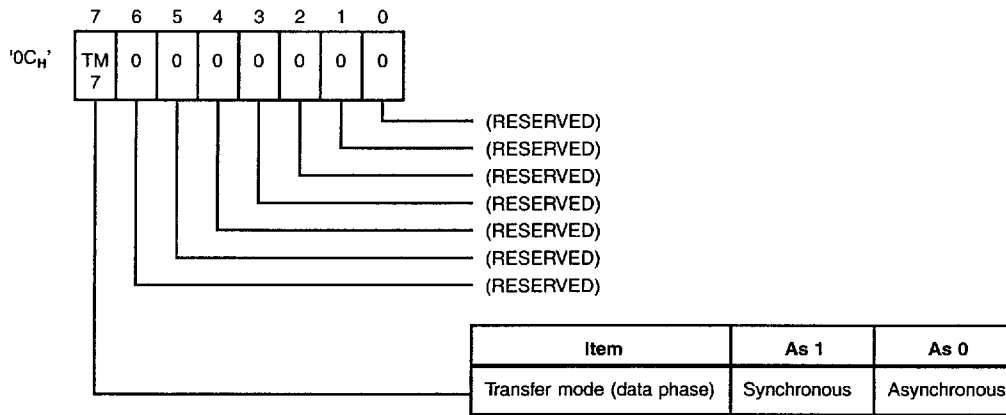 7 6 5 4 3 2 1 0
'0CH' TM 7 0 0 0 0 0 0 0
(RESERVED)
(RESERVED)
(RESERVED)
(RESERVED)
(RESERVED)
(RESERVED)
(RESERVED)
Item As 1 As 0
Transfer mode (data phase) Synchronous Asynchronous